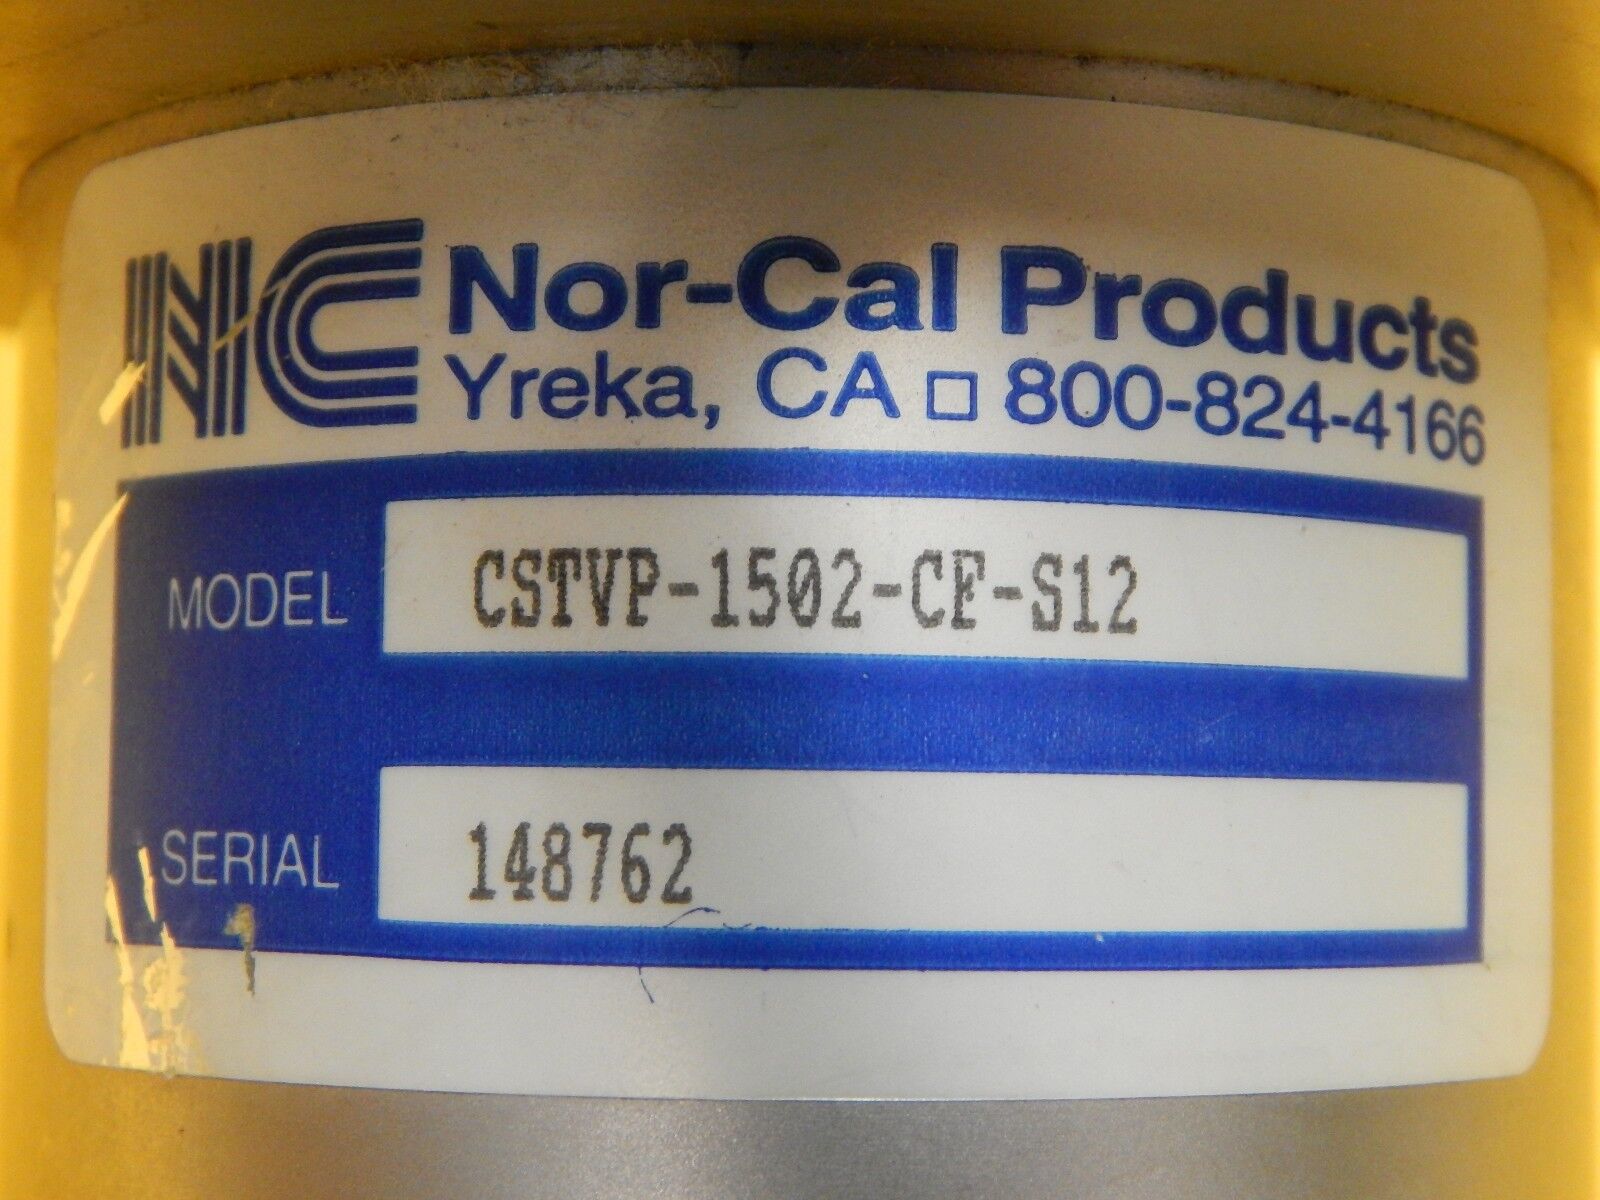 NC Nor-Cal Products
Yreka, CA □ 800-824-4166
MODEL CSTVP-1502-CF-S12
SERIAL 148762